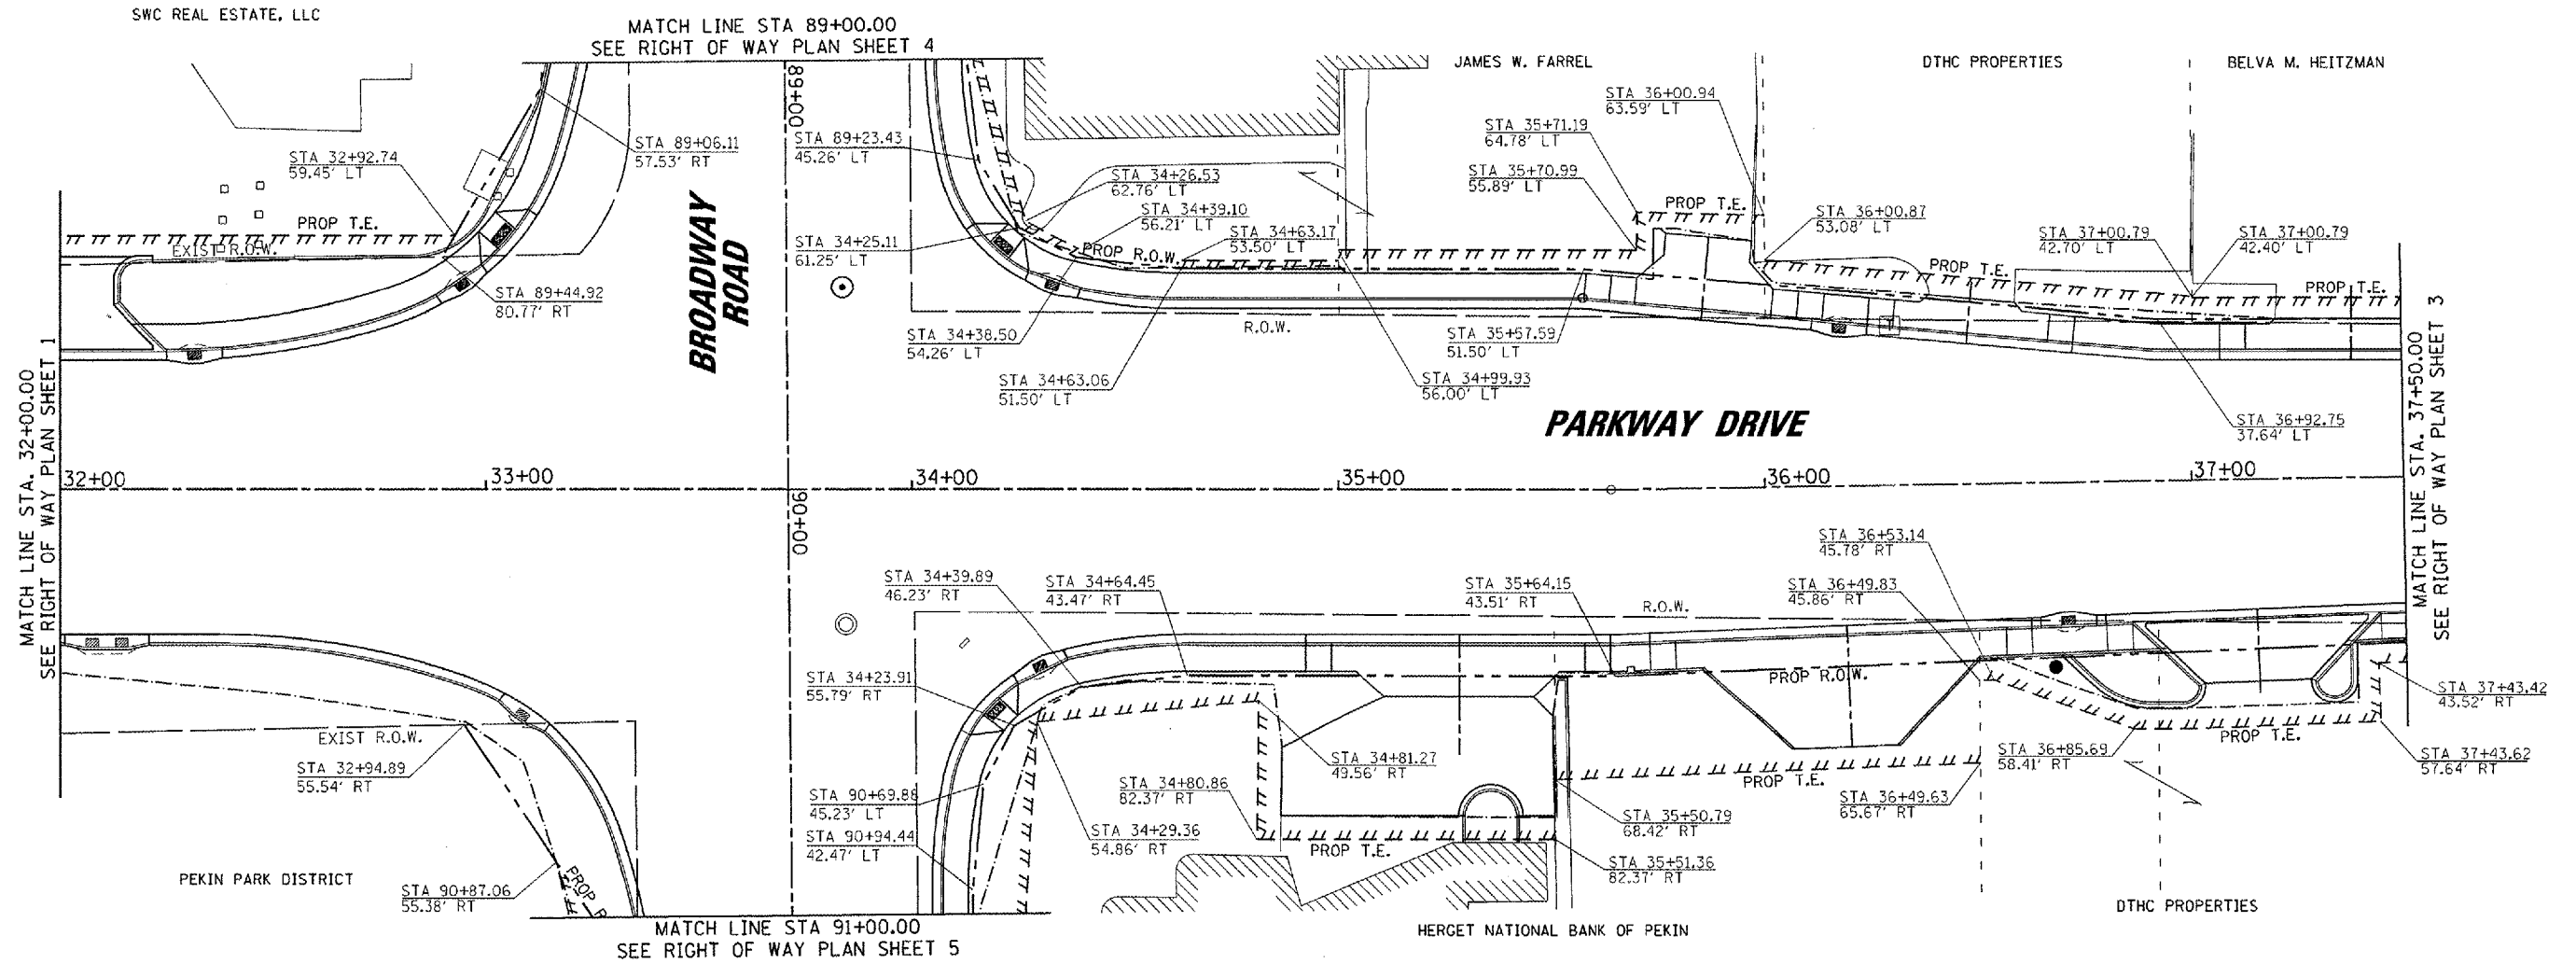 SWC REAL ESTATE, LLC
MATCH LINE STA 89+00.00
SEE RIGHT OF WAY PLAN SHEET 4
JAMES W. FARREL
DTHC PROPERTIES
BELVA M. HEITZMAN
89+00
STA 36+00.94
63.59' LT
STA 35+71.19
64.78' LT
STA 89+06.11
57.53' RT
STA 89+23.43
45.26' LT
STA 32+92.74
59.45' LT
STA 34+26.53
62.76' LT
STA 35+70.99
55.89' LT
PROP T.E.
STA 34+39.10
56.21' LT
STA 36+00.87
53.08' LT
PROP T.E.
EXIST R.O.W.
BROADWAY
ROAD
STA 34+25.11
61.25' LT
PROP R.O.W.
STA 34+63.17
53.50' LT
STA 37+00.79
42.70' LT
STA 37+00.79
42.40' LT
PROP T.E.
PROP T.E.
STA 89+44.92
80.77' RT
R.O.W.
STA 34+38.50
54.26' LT
STA 35+57.59
51.50' LT
STA 34+63.06
51.50' LT
STA 34+99.93
56.00' LT
STA 36+92.75
37.64' LT
PARKWAY DRIVE
MATCH LINE STA. 32+00.00
SEE RIGHT OF WAY PLAN SHEET 1
MATCH LINE STA. 37+50.00
SEE RIGHT OF WAY PLAN SHEET 3
32+00
33+00
34+00
35+00
36+00
37+00
90+00
STA 36+53.14
45.78' RT
STA 34+39.89
46.23' RT
STA 34+64.45
43.47' RT
STA 35+64.15
43.51' RT
STA 36+49.83
45.86' RT
R.O.W.
STA 34+23.91
55.79' RT
PROP R.O.W.
STA 37+43.42
43.52' RT
EXIST R.O.W.
STA 32+94.89
55.54' RT
STA 34+81.27
49.56' RT
STA 36+85.69
58.41' RT
PROP T.E.
STA 37+43.62
57.64' RT
STA 90+69.88
45.23' LT
STA 34+80.86
82.37' RT
PROP T.E.
STA 36+49.63
65.67' RT
STA 90+94.44
42.47' LT
STA 34+29.36
54.86' RT
STA 35+50.79
68.42' RT
PROP T.E.
STA 35+51.36
82.37' RT
PEKIN PARK DISTRICT
STA 90+87.06
55.38' RT
PROP R
DTHC PROPERTIES
HERGET NATIONAL BANK OF PEKIN
MATCH LINE STA 91+00.00
SEE RIGHT OF WAY PLAN SHEET 5